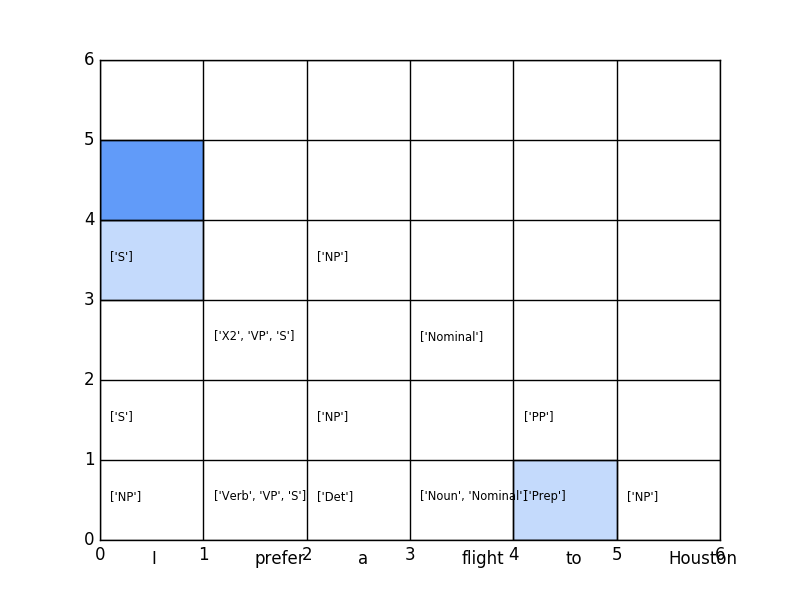 6
5
4
['S'] ['NP']
3
['X2', 'VP', 'S'] ['Nominal']
2
['S'] ['NP'] ['PP']
1
['NP'] ['Verb', 'VP', 'S'] ['Det'] ['Noun', 'Nominal'] ['Prep'] ['NP']
0
0 1 2 3 4 5 6
I prefer a flight to Houston